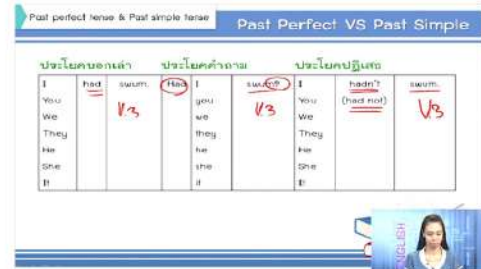 Past perfect tense & Past simple tense
Past Perfect VS Past Simple
ประโยคบอกเล่า ประโยคคำถาม ประโยคปฏิเสธ
I had swum. Had I swum? I hadn't swum.
You V.3 you V.3 You (had not) V3
We we We
They they They
He he He
She she She
It it It
ENGLISH